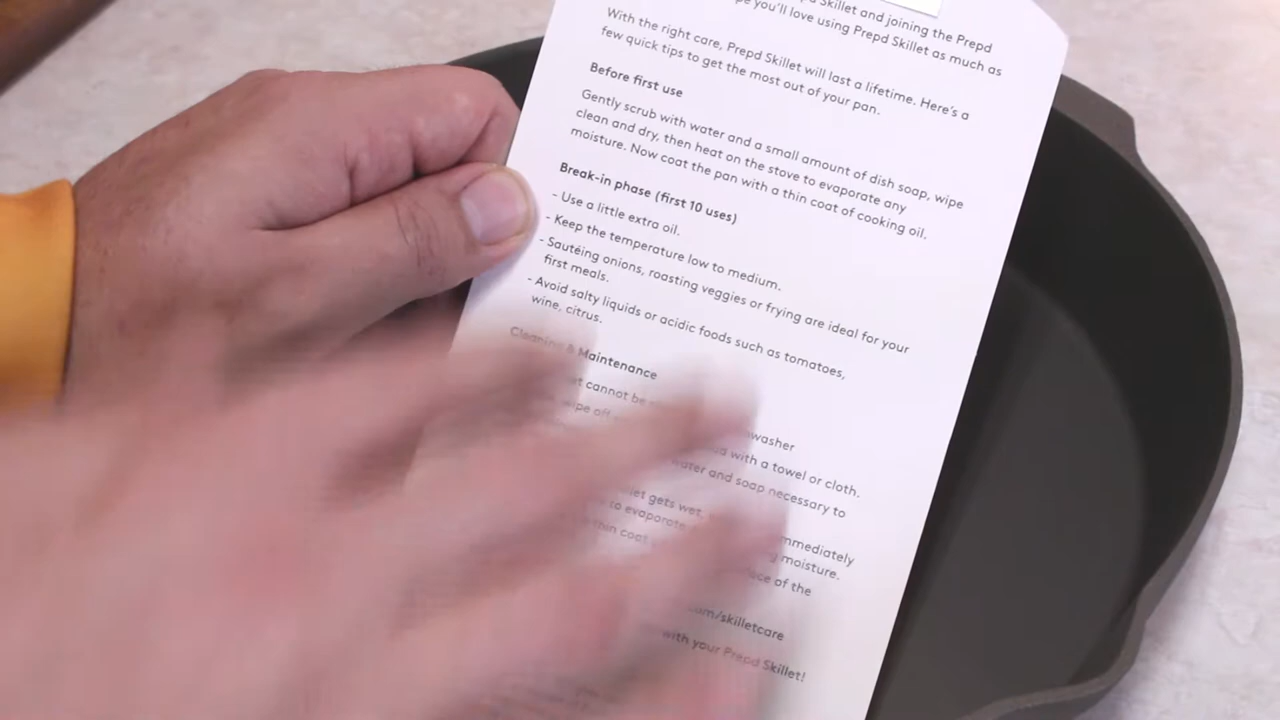 Skillet and joining the Prepd
you'll love using Prepd Skillet as much as
With the right care, Prepd Skillet will last a lifetime. Here's a
few quick tips to get the most out of your pan.
Before first use
Gently scrub with water and a small amount of dish soap, wipe
clean and dry, then heat on the stove to evaporate any
moisture. Now coat the pan with a thin coat of cooking oil.
Break-in phase (first 10 uses)
- Use a little extra oil.
- Keep the temperature low to medium.
- Sautéing onions, roasting veggies or frying are ideal for your
first meals.
- Avoid salty liquids or acidic foods such as tomatoes,
wine, citrus.
Cleaning & Maintenance
cannot be
wipe off with a towel or cloth.
water and soap necessary to
gets wet, immediately
to evaporate moisture.
thin coat of the
with your Prepd Skillet!